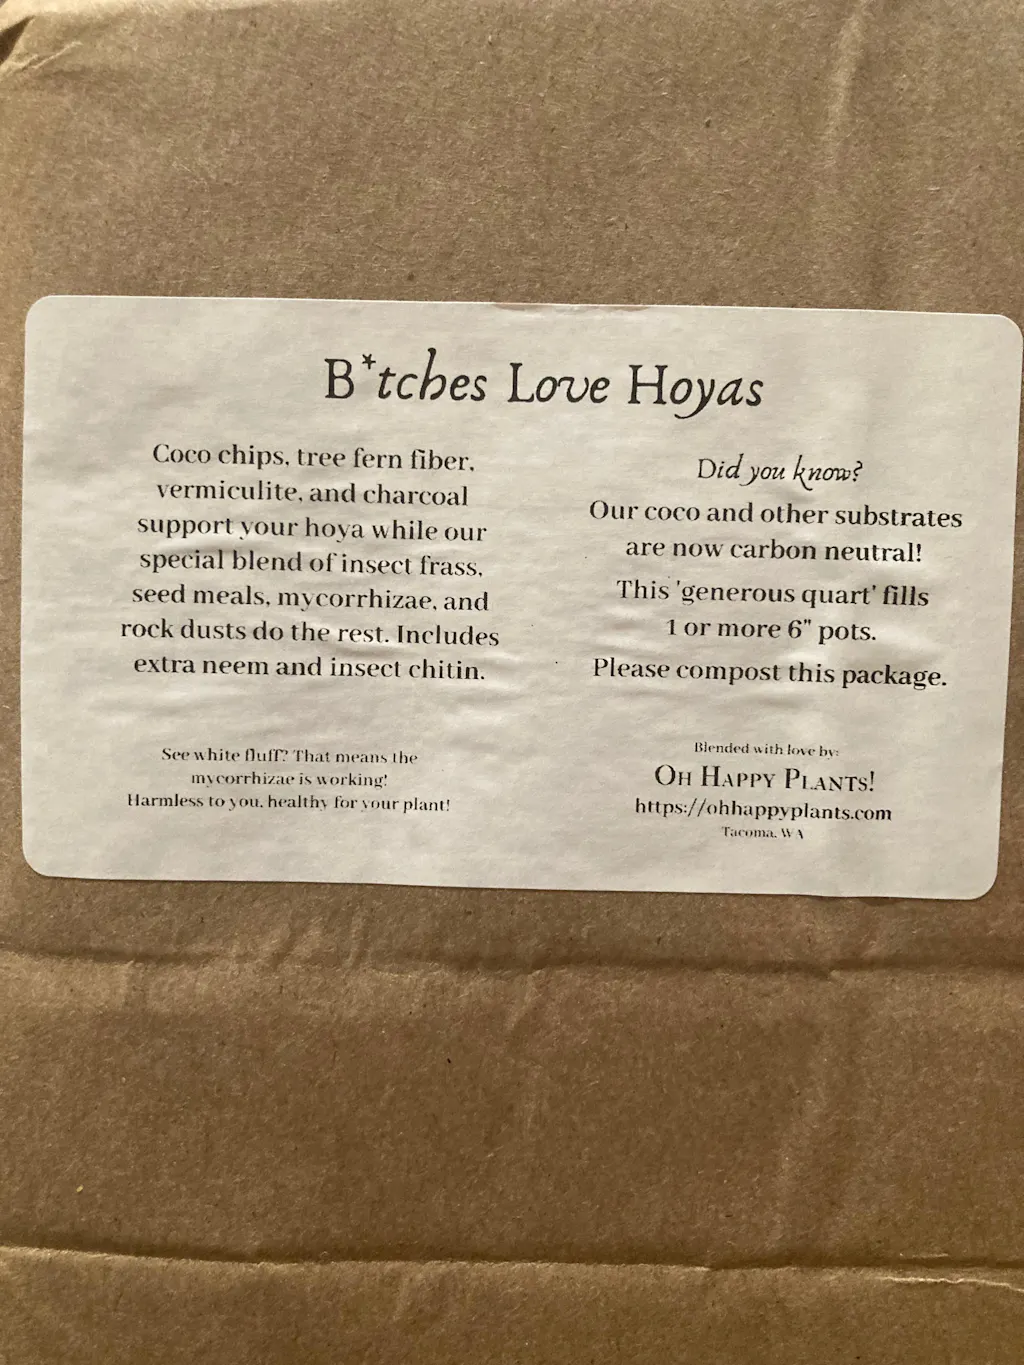 B*tches Love Hoyas
Coco chips, tree fern fiber,
vermiculite, and charcoal
support your hoya while our
special blend of insect frass,
seed meals, mycorrhizae, and
rock dusts do the rest. Includes
extra neem and insect chitin.
See white fluff? That means the
mycorrhizae is working!
Harmless to you, healthy for your plant!
Did you know?
Our coco and other substrates
are now carbon neutral!
This 'generous quart' fills
1 or more 6" pots.
Please compost this package.
Blended with love by:
OH HAPPY PLANTS!
https://ohhappyplants.com
Tacoma, WA